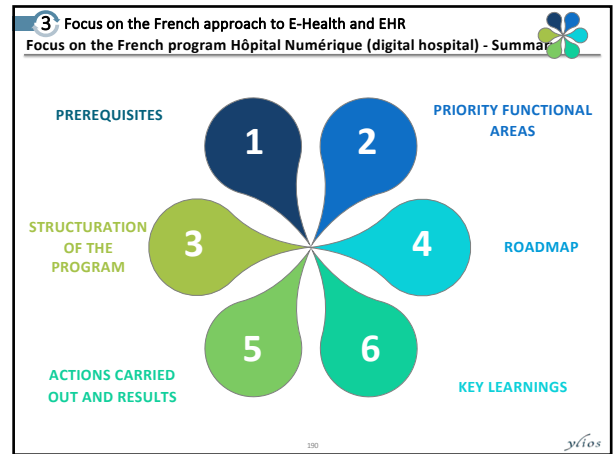 3 Focus on the French approach to E-Health and EHR
Focus on the French program Hôpital Numérique (digital hospital) - Summar
PREREQUISITES
1
2
PRIORITY FUNCTIONAL
AREAS
STRUCTURATION
OF THE
PROGRAM
3
4
ROADMAP
5
6
ACTIONS CARRIED
OUT AND RESULTS
KEY LEARNINGS
190
ylios